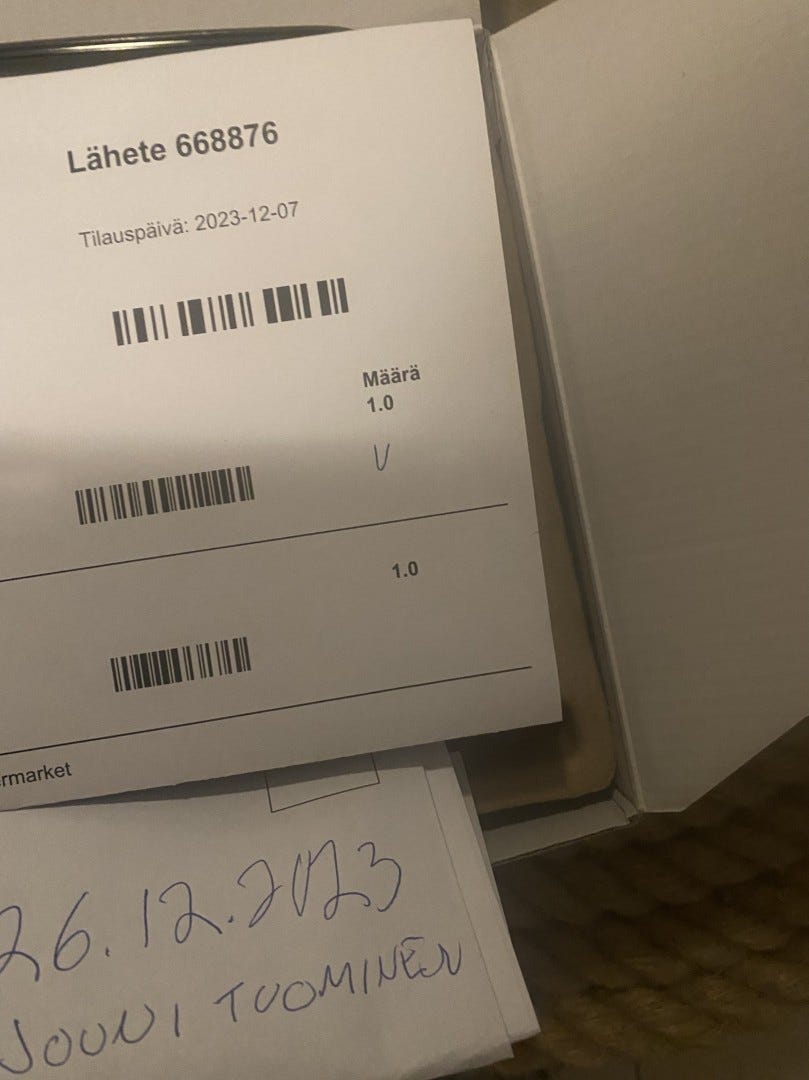 Lähete 668876
Tilauspäivä: 2023-12-07
Määrä
1.0
V
1.0
rmarket
26.12.2023
JOUNI TUOMINEN